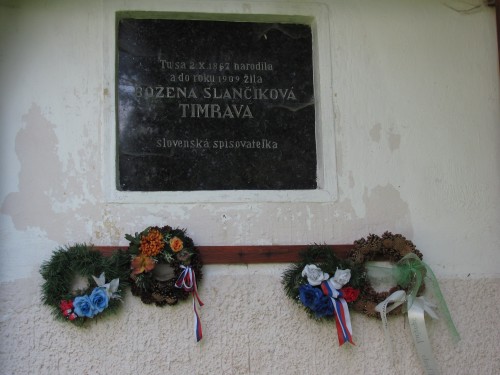 Tu sa 2.X.1867 narodila
a do roku 1909 žila
BOŽENA SLANČÍKOVÁ
TIMRAVA
slovenská spisovateľka